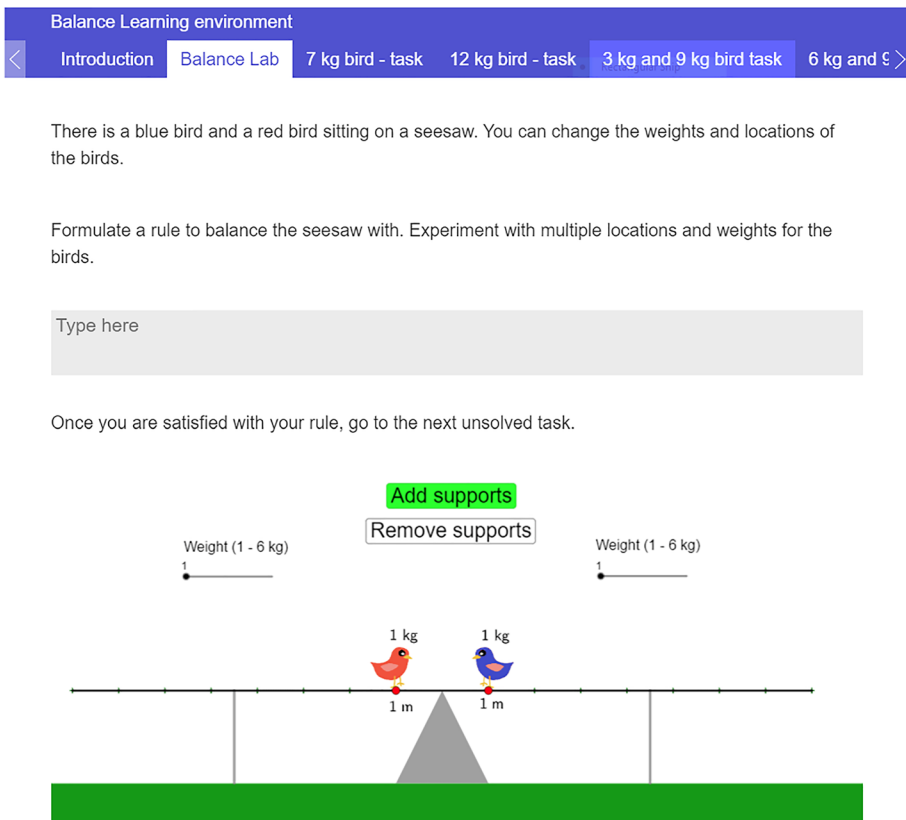 Balance Learning environment
Introduction Balance Lab 7 kg bird - task 12 kg bird - task 3 kg and 9 kg bird task 6 kg and
There is a blue bird and a red bird sitting on a seesaw. You can change the weights and locations of
the birds.
Formulate a rule to balance the seesaw with. Experiment with multiple locations and weights for the
birds.
Type here
Once you are satisfied with your rule, go to the next unsolved task.
Add supports
Remove supports
Weight (1 - 6 kg)
1
Weight (1 - 6 kg)
1
1 kg
1 kg
1 m
1 m